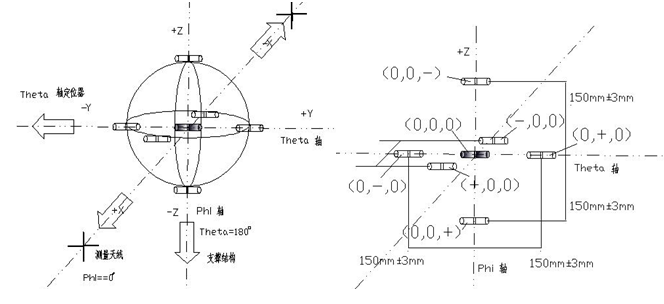 +Z
-X
Theta 轴定位器
-Y
+Y
Theta 轴
+X
-Z
Phi 轴
Theta=180°
测量天线
支撑结构
Phi==0°
+Z
(0,0,-)
150mm±3mm
(-,0,0)
(0,0,0)
(0,+,0)
Theta 轴
(0,-,0)
(+,0,0)
150mm±3mm
(0,0,+)
150mm±3mm
150mm±3mm
Phi 轴